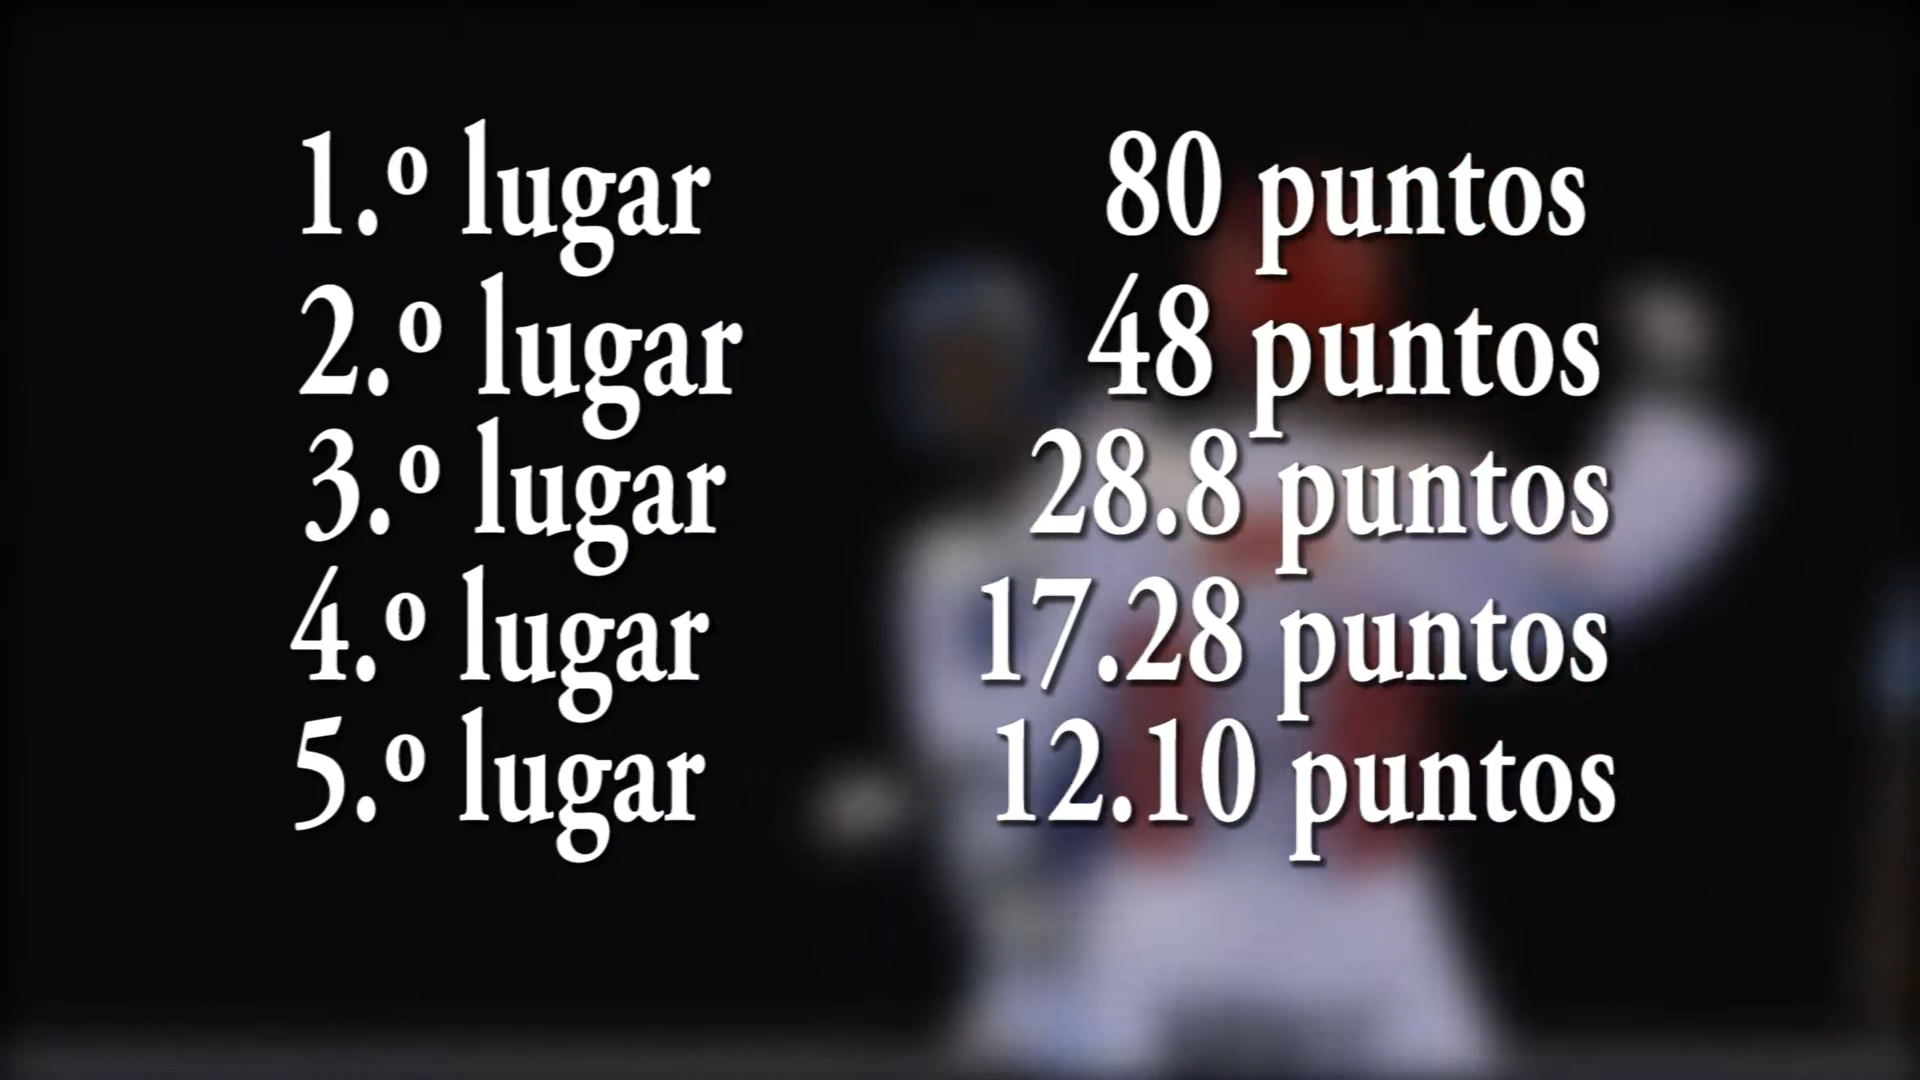 1.º lugar 80 puntos
2.º lugar 48 puntos
3.º lugar 28.8 puntos
4.º lugar 17.28 puntos
5.º lugar 12.10 puntos